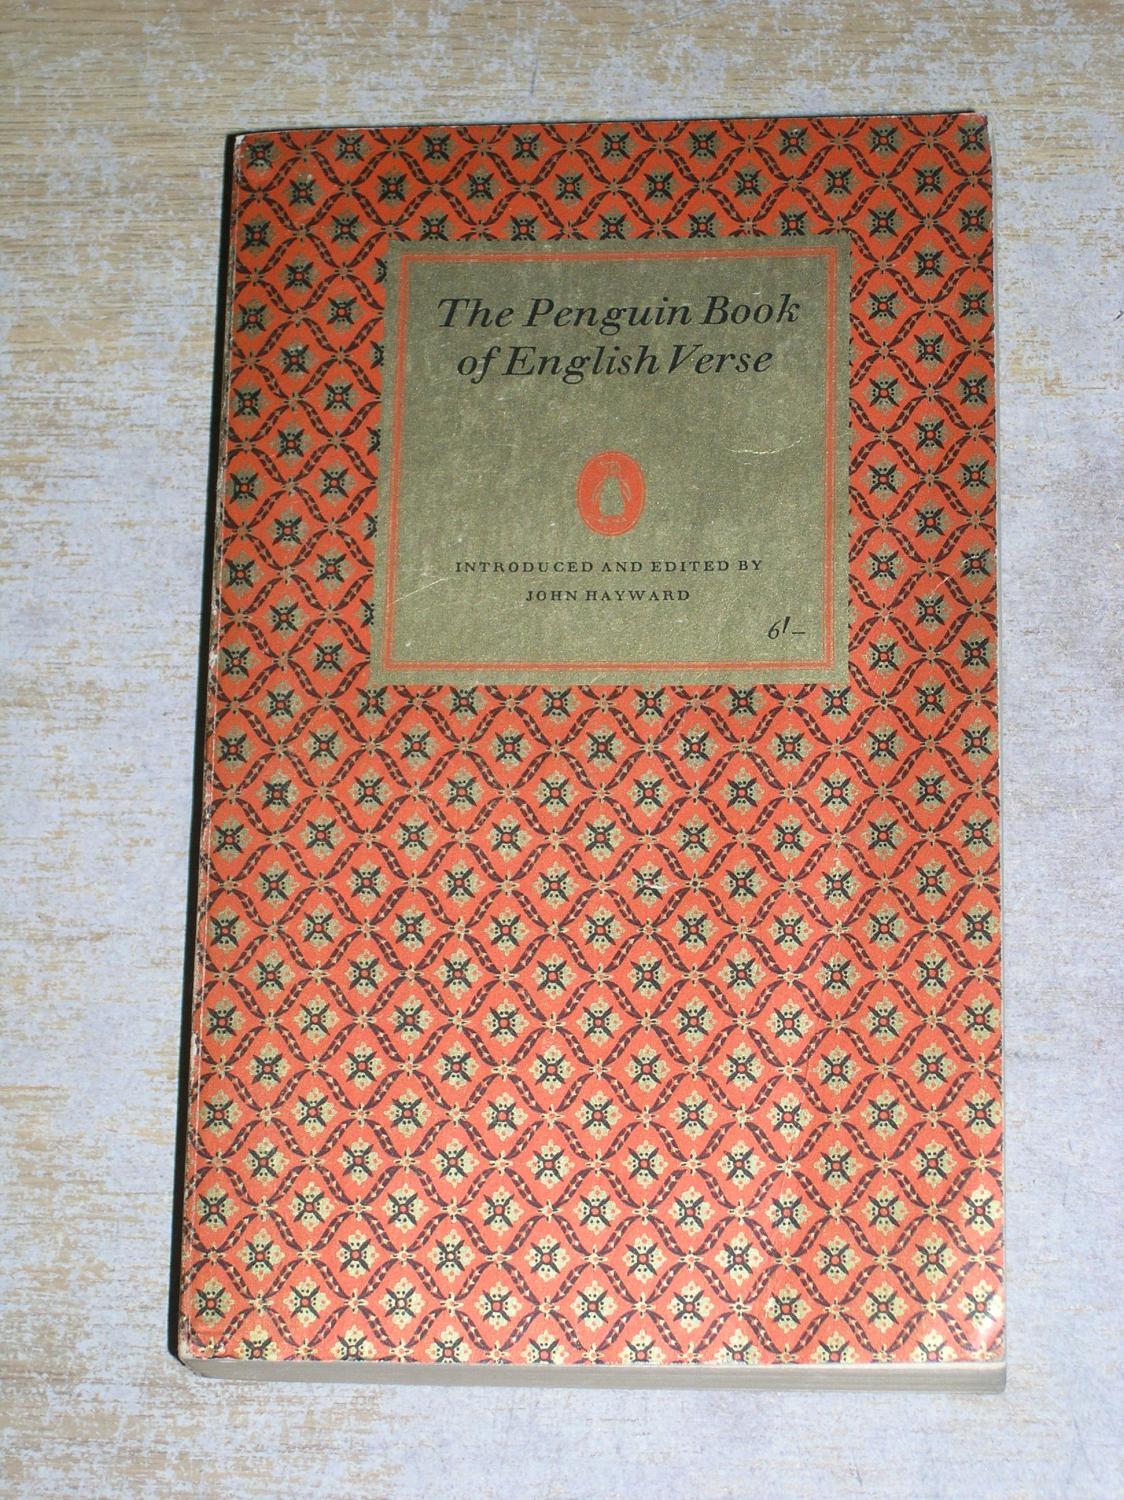 The Penguin Book
of English Verse
INTRODUCED AND EDITED BY
JOHN HAYWARD
6/–